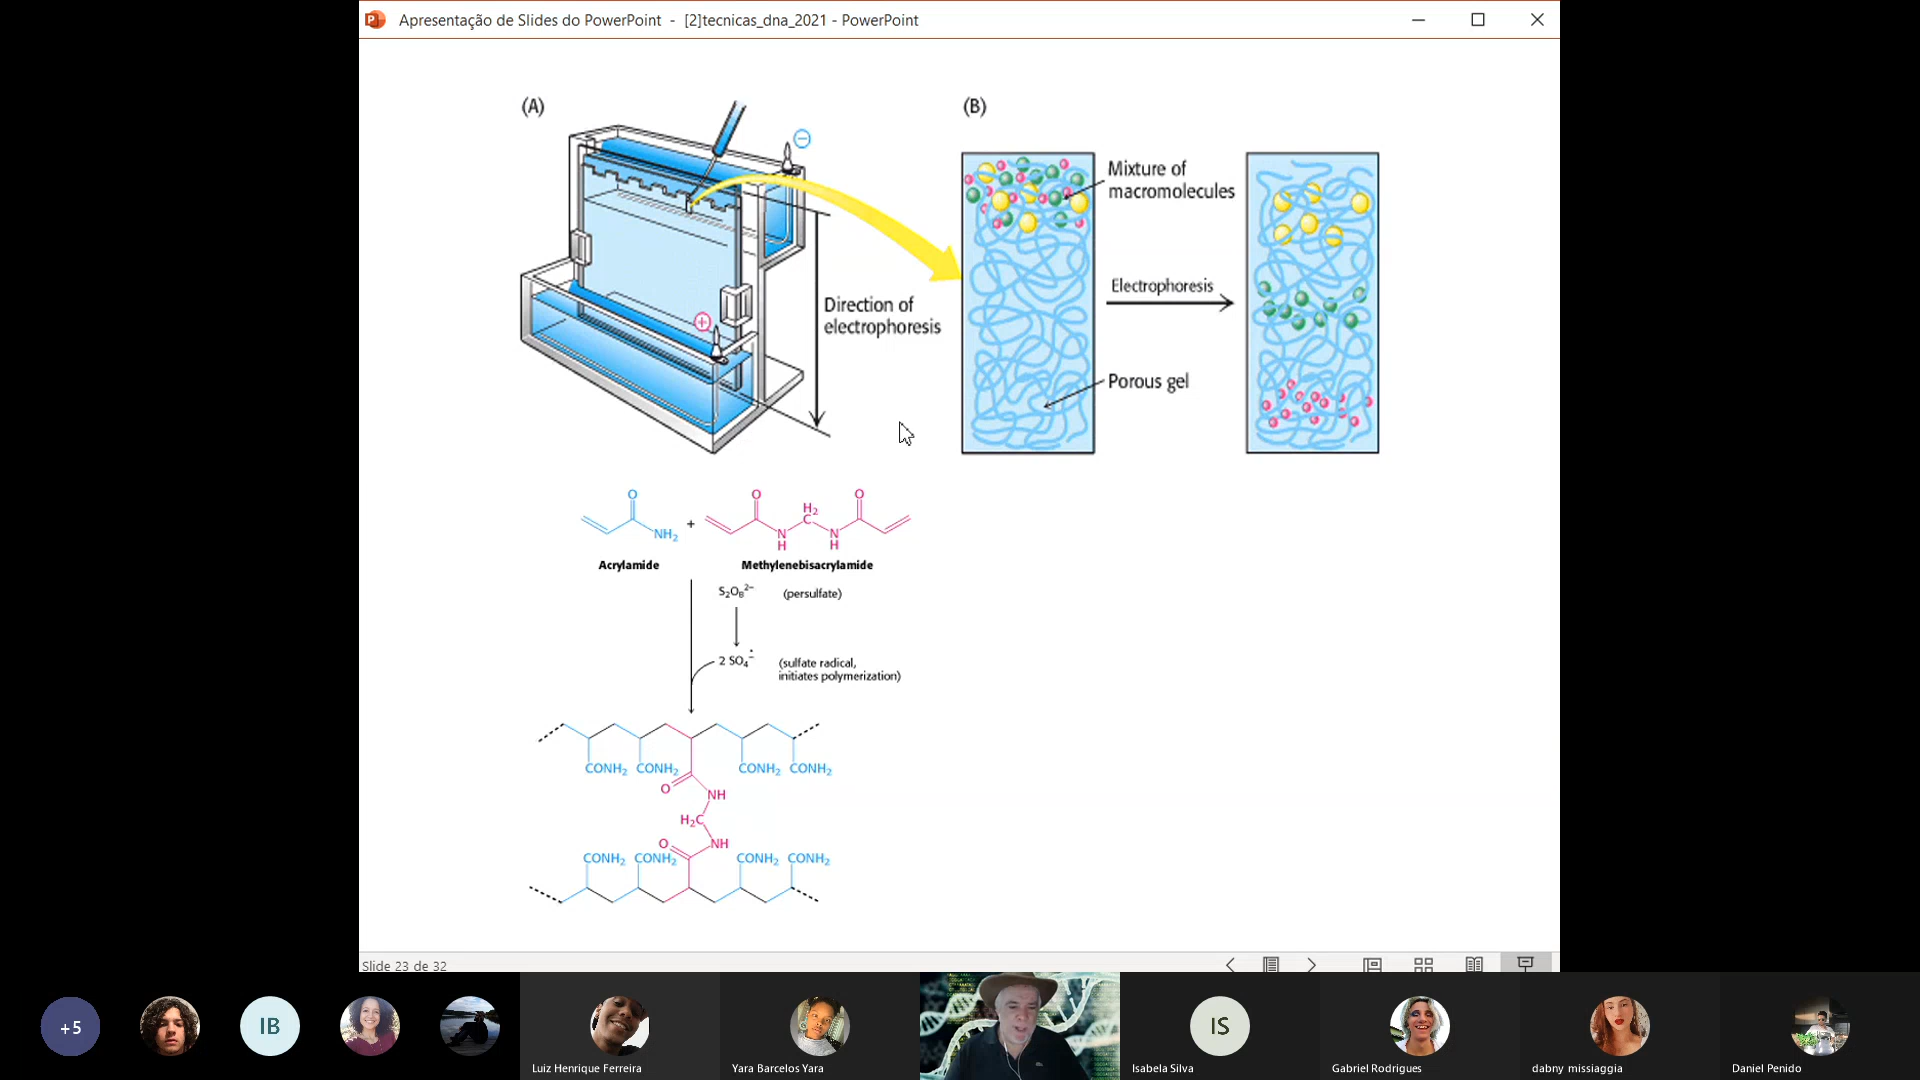 Apresentação de Slides do PowerPoint - [2]tecnicas_dna_2021 - PowerPoint
(A)
(B)
−
Mixture of
macromolecules
Direction of
electrophoresis
Electrophoresis
+
Porous gel
O
NH₂
+
O
N
H
H₂
C
N
H
O
Acrylamide
Methylenebisacrylamide
S₂O₈²⁻ (persulfate)
2 SO₄•⁻ (sulfate radical,
initiates polymerization)
CONH₂ CONH₂ CONH₂ CONH₂
O
NH
H₂C
O
NH
CONH₂ CONH₂ CONH₂ CONH₂
Slide 23 de 32
+5
IB
IS
Luiz Henrique Ferreira
Yara Barcelos Yara
Isabela Silva
Gabriel Rodrigues
dabny missiaggia
Daniel Penido